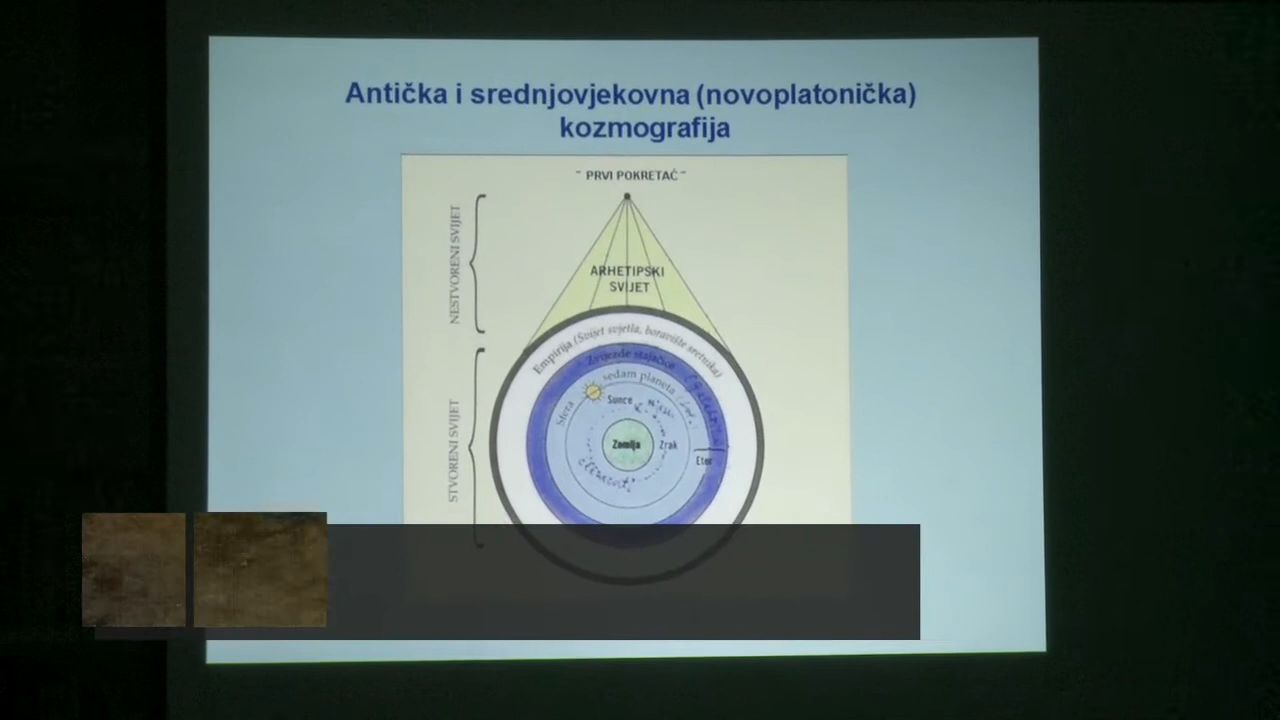 Antička i srednjovjekovna (novoplatonička)
kozmografija
" PRVI POKRETAČ "
NESTVORENI SVIJET
ARHETIPSKI
SVIJET
STVORENI SVIJET
Empirija (Svijet svjetla, boravište sretnika)
Zvijezde stajačice
Sfera sedam planeta
Sunce
Zemlja
Zrak
Eter